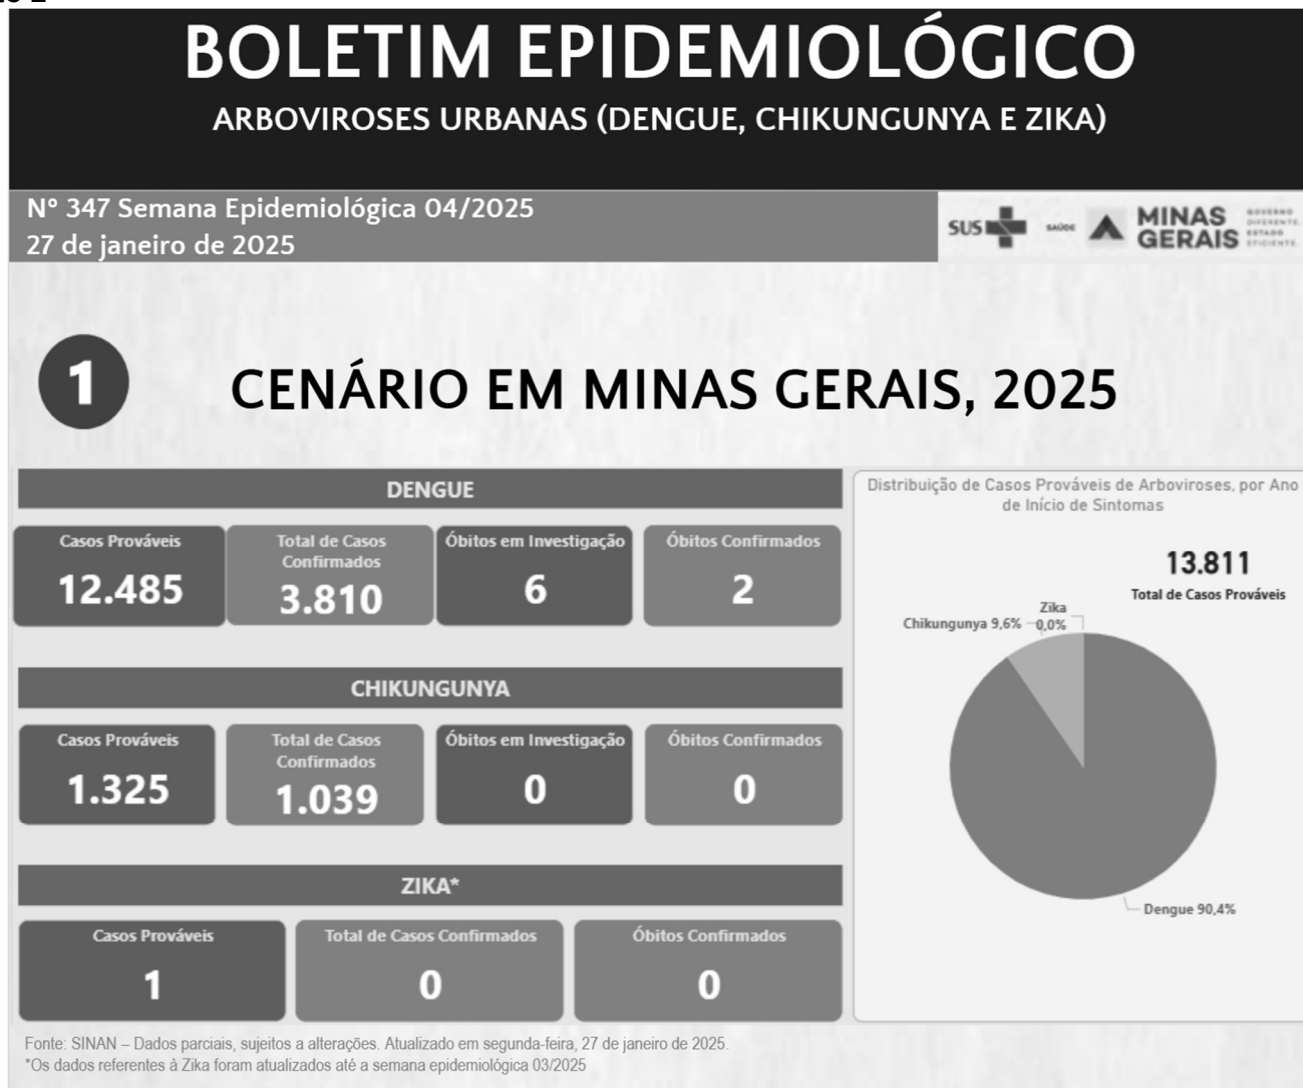 BOLETIM EPIDEMIOLÓGICO
ARBOVIROSES URBANAS (DENGUE, CHIKUNGUNYA E ZIKA)
Nº 347 Semana Epidemiológica 04/2025
27 de janeiro de 2025
SUS
SAÚDE
MINAS
GERAIS
GOVERNO
DIFERENTE.
ESTADO
EFICIENTE.
1
CENÁRIO EM MINAS GERAIS, 2025
DENGUE
Casos Prováveis
12.485
Total de Casos
Confirmados
3.810
Óbitos em Investigação
6
Óbitos Confirmados
2
CHIKUNGUNYA
Casos Prováveis
1.325
Total de Casos
Confirmados
1.039
Óbitos em Investigação
0
Óbitos Confirmados
0
ZIKA*
Casos Prováveis
1
Total de Casos Confirmados
0
Óbitos Confirmados
0
Distribuição de Casos Prováveis de Arboviroses, por Ano
de Início de Sintomas
13.811
Total de Casos Prováveis
Zika
0,0%
Chikungunya 9,6%
Dengue 90,4%
Fonte: SINAN – Dados parciais, sujeitos a alterações. Atualizado em segunda-feira, 27 de janeiro de 2025.
*Os dados referentes à Zika foram atualizados até a semana epidemiológica 03/2025